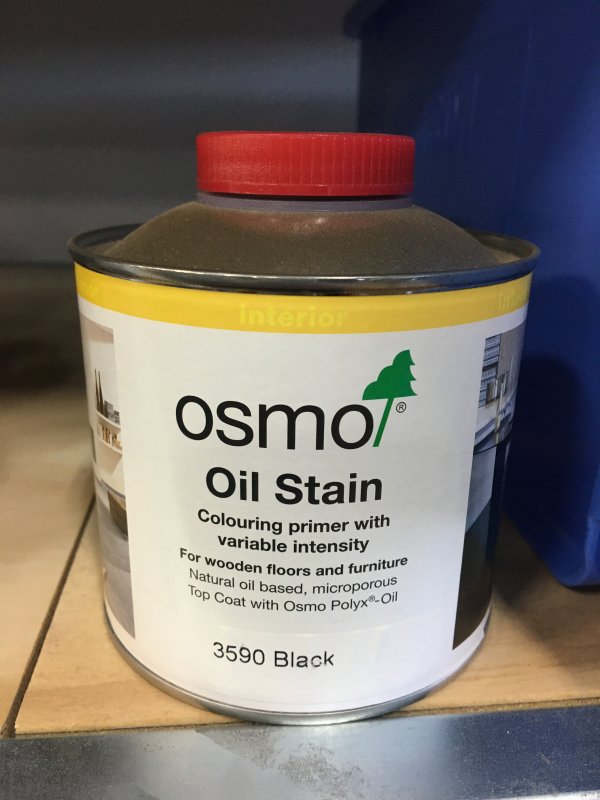 interior
osmo®
Oil Stain
Colouring primer with
variable intensity
For wooden floors and furniture
Natural oil based, microporous
Top Coat with Osmo Polyx®-Oil
3590 Black